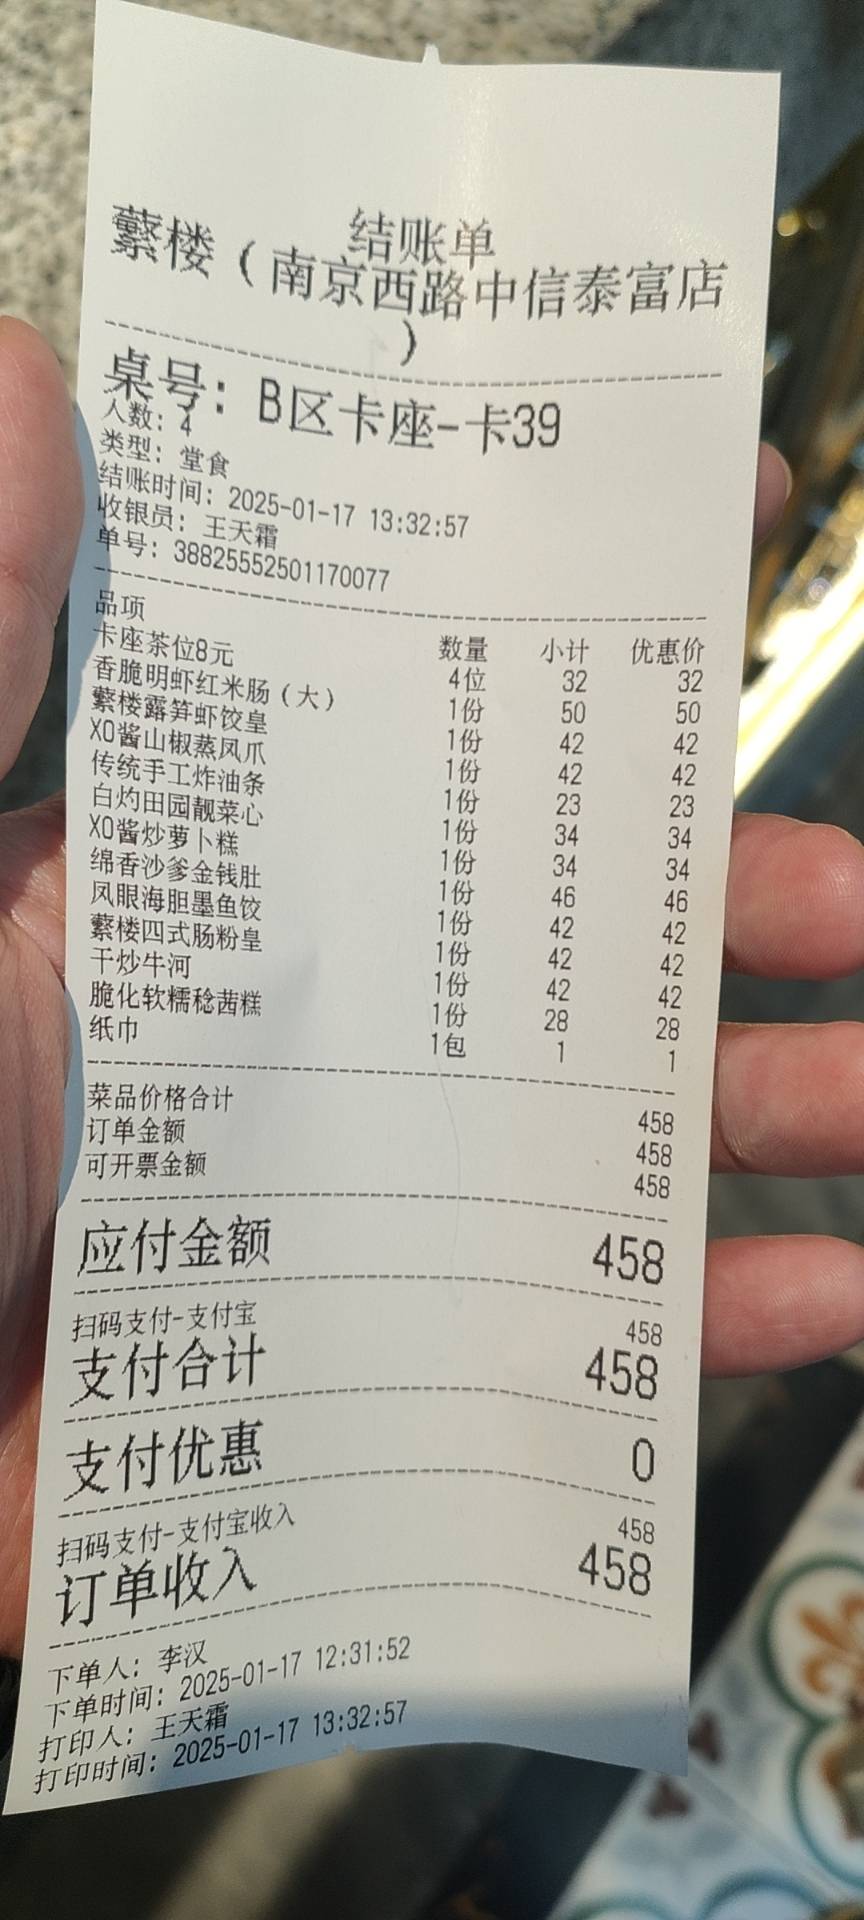 结账单
蘩楼（南京西路中信泰富店
）
桌号: B区卡座-卡39
人数: 4
类型: 堂食
结账时间: 2025-01-17 13:32:57
收银员: 王天霜
单号: 388255552501170077
品项 数量 小计 优惠价
卡座茶位8元 4位 32 32
香脆明虾红米肠（大） 1份 50 50
蘩楼露笋虾饺皇 1份 42 42
XO酱山椒蒸凤爪 1份 42 42
传统手工炸油条 1份 23 23
白灼田园靓菜心 1份 34 34
XO酱炒萝卜糕 1份 34 34
绵香沙爹金钱肚 1份 46 46
凤眼海胆墨鱼饺 1份 42 42
蘩楼四式肠粉皇 1份 42 42
干炒牛河 1份 42 42
脆化软糯稔茜糕 1份 28 28
纸巾 1包 1 1
菜品价格合计 458
订单金额 458
可开票金额 458
应付金额 458
扫码支付-支付宝 458
支付合计 458
支付优惠 0
扫码支付-支付宝收入 458
订单收入 458
下单人: 李汉
下单时间: 2025-01-17 12:31:52
打印人: 王天霜
打印时间: 2025-01-17 13:32:57